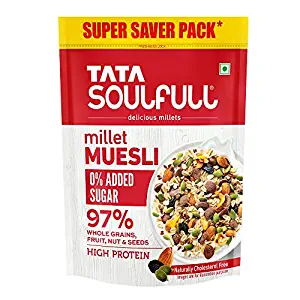 SUPER SAVER PACK*
TATA
SOULFULL
delicious millets
millet
MUESLI
0% ADDED
SUGAR
97%
WHOLE GRAINS,
FRUIT, NUT & SEEDS
HIGH PROTEIN
*Naturally Cholesterol Free